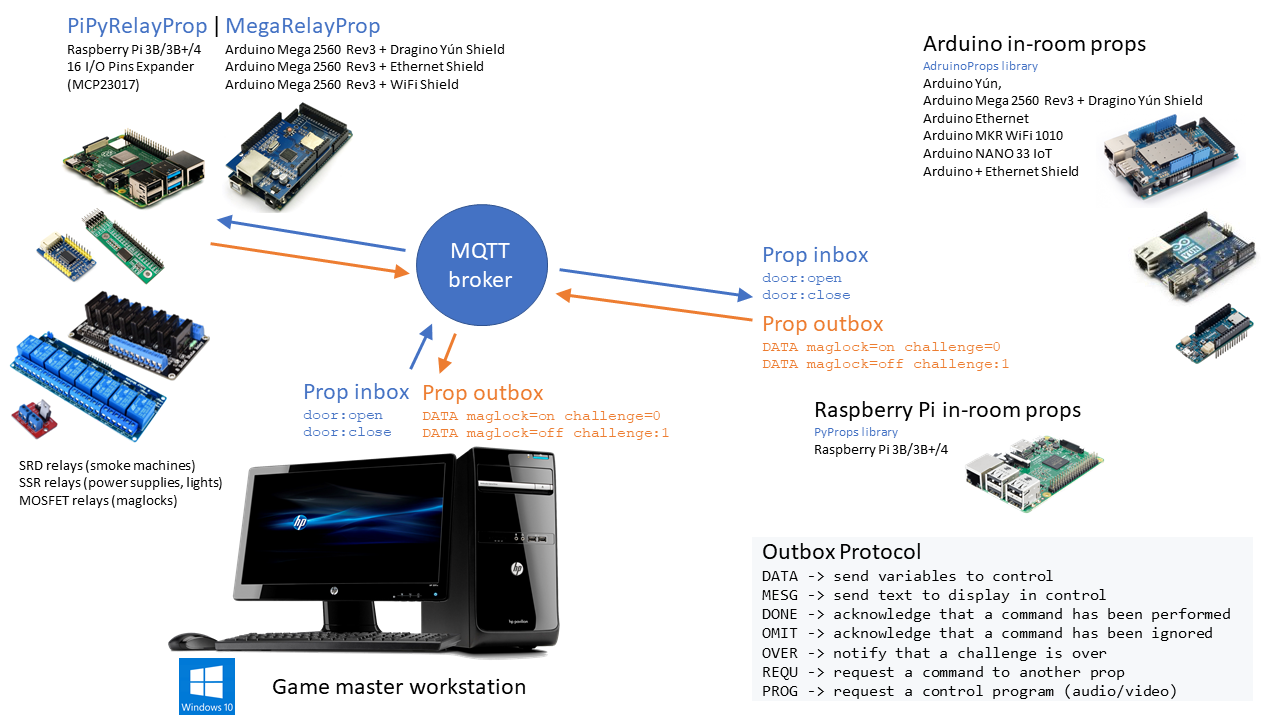 PiPyRelayProp | MegaRelayProp
Raspberry Pi 3B/3B+/4
16 I/O Pins Expander
(MCP23017)
Arduino Mega 2560 Rev3 + Dragino Yún Shield
Arduino Mega 2560 Rev3 + Ethernet Shield
Arduino Mega 2560 Rev3 + WiFi Shield
Arduino in-room props
AdruinoProps library
Arduino Yún,
Arduino Mega 2560 Rev3 + Dragino Yún Shield
Arduino Ethernet
Arduino MKR WiFi 1010
Arduino NANO 33 IoT
Arduino + Ethernet Shield
MQTT
broker
Prop inbox
door:open
door:close
Prop outbox
DATA maglock=on challenge=0
DATA maglock=off challenge:1
Prop inbox
door:open
door:close
Prop outbox
DATA maglock=on challenge=0
DATA maglock=off challenge:1
Raspberry Pi in-room props
PyProps library
Raspberry Pi 3B/3B+/4
SRD relays (smoke machines)
SSR relays (power supplies, lights)
MOSFET relays (maglocks)
hp
hp
hp pavilion
Windows 10
Game master workstation
Outbox Protocol
DATA -> send variables to control
MESG -> send text to display in control
DONE -> acknowledge that a command has been performed
OMIT -> acknowledge that a command has been ignored
OVER -> notify that a challenge is over
REQU -> request a command to another prop
PROG -> request a control program (audio/video)